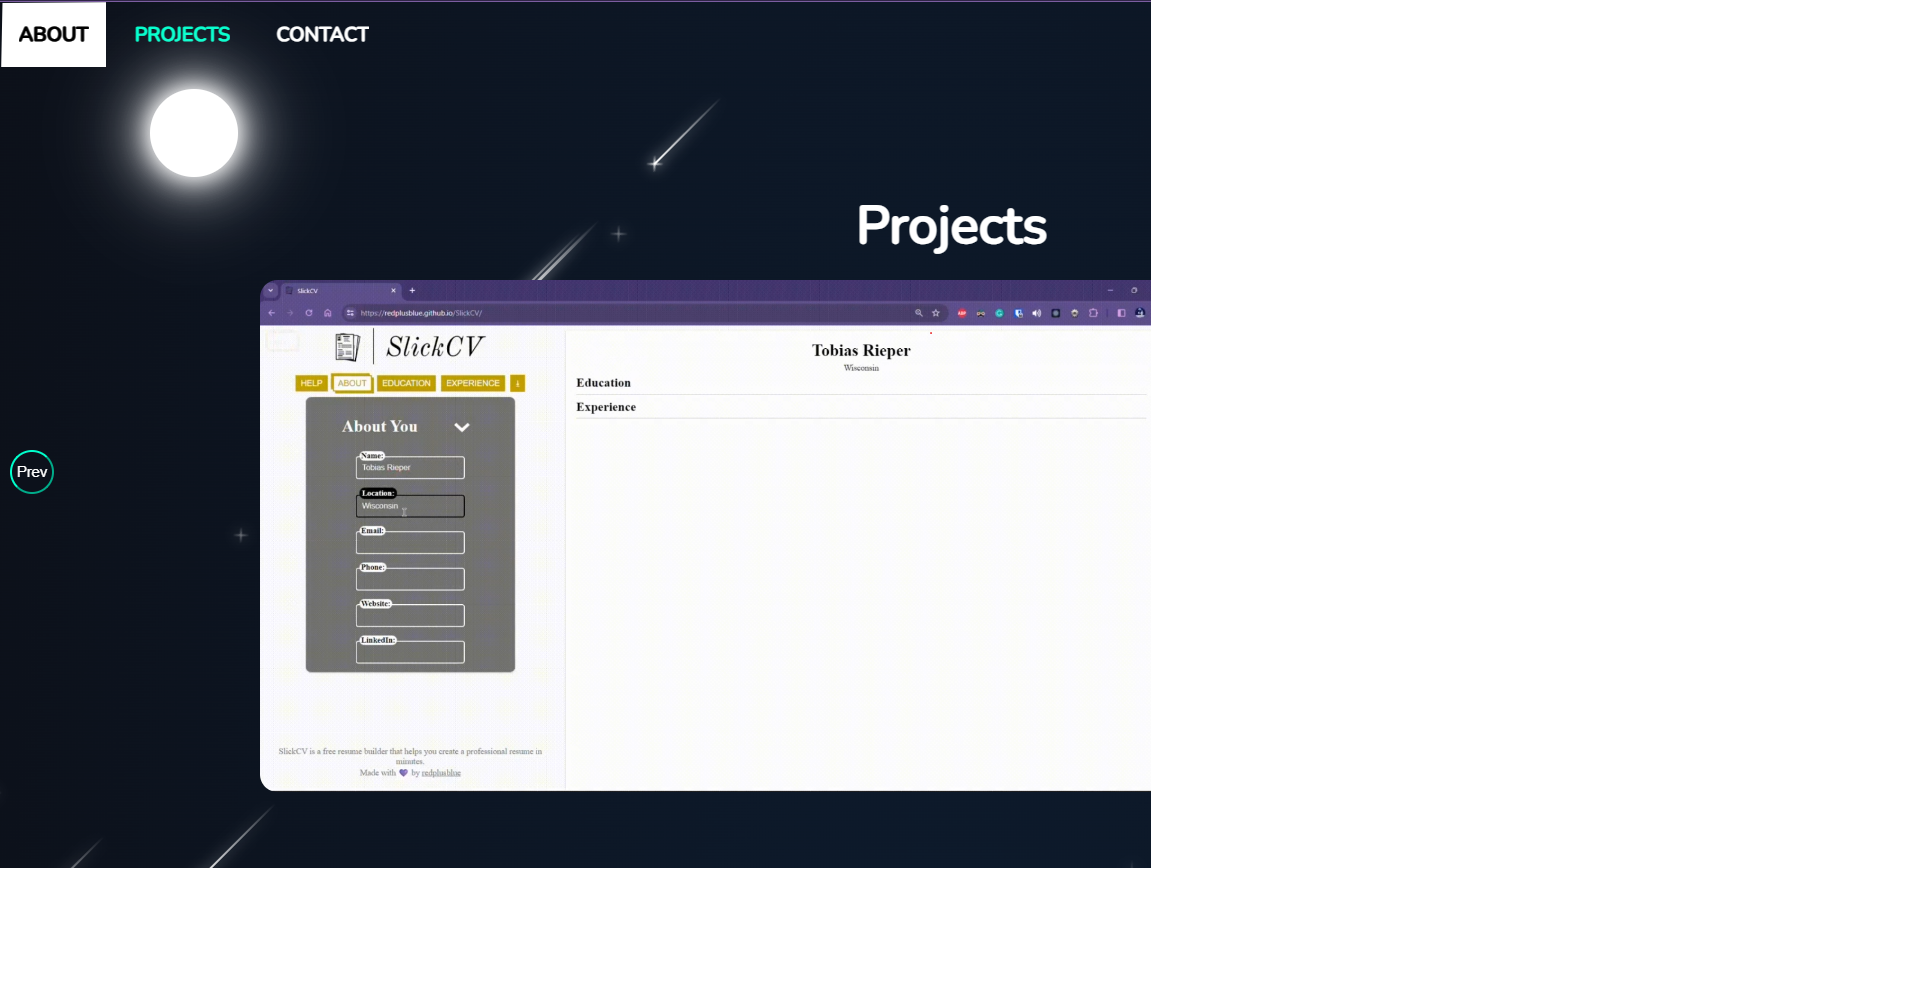 ABOUT PROJECTS CONTACT
Projects
SlickCV
https://redplusblue.github.io/SlickCV/
SlickCV
HELP ABOUT EDUCATION EXPERIENCE
About You
Name:
Tobias Rieper
Location:
Wisconsin
Email:
Phone:
Website:
LinkedIn:
SlickCV is a free resume builder that helps you create a professional resume in
minutes.
Made with 💜 by redplusblue
Tobias Rieper
Wisconsin
Education
Experience
Prev